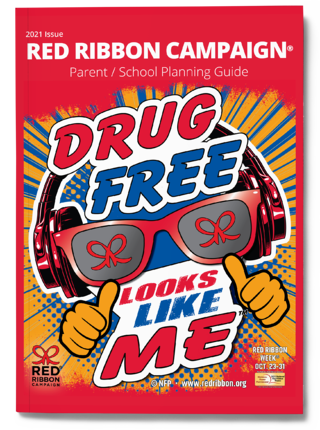 2021 Issue
RED RIBBON CAMPAIGN®
Parent / School Planning Guide
DRUG
FREE
LOOKS
LIKE
ME™
RED RIBBON
WEEK
OCT. 23-31
RED
RIBBON
CAMPAIGN
©NFP • www.redribbon.org